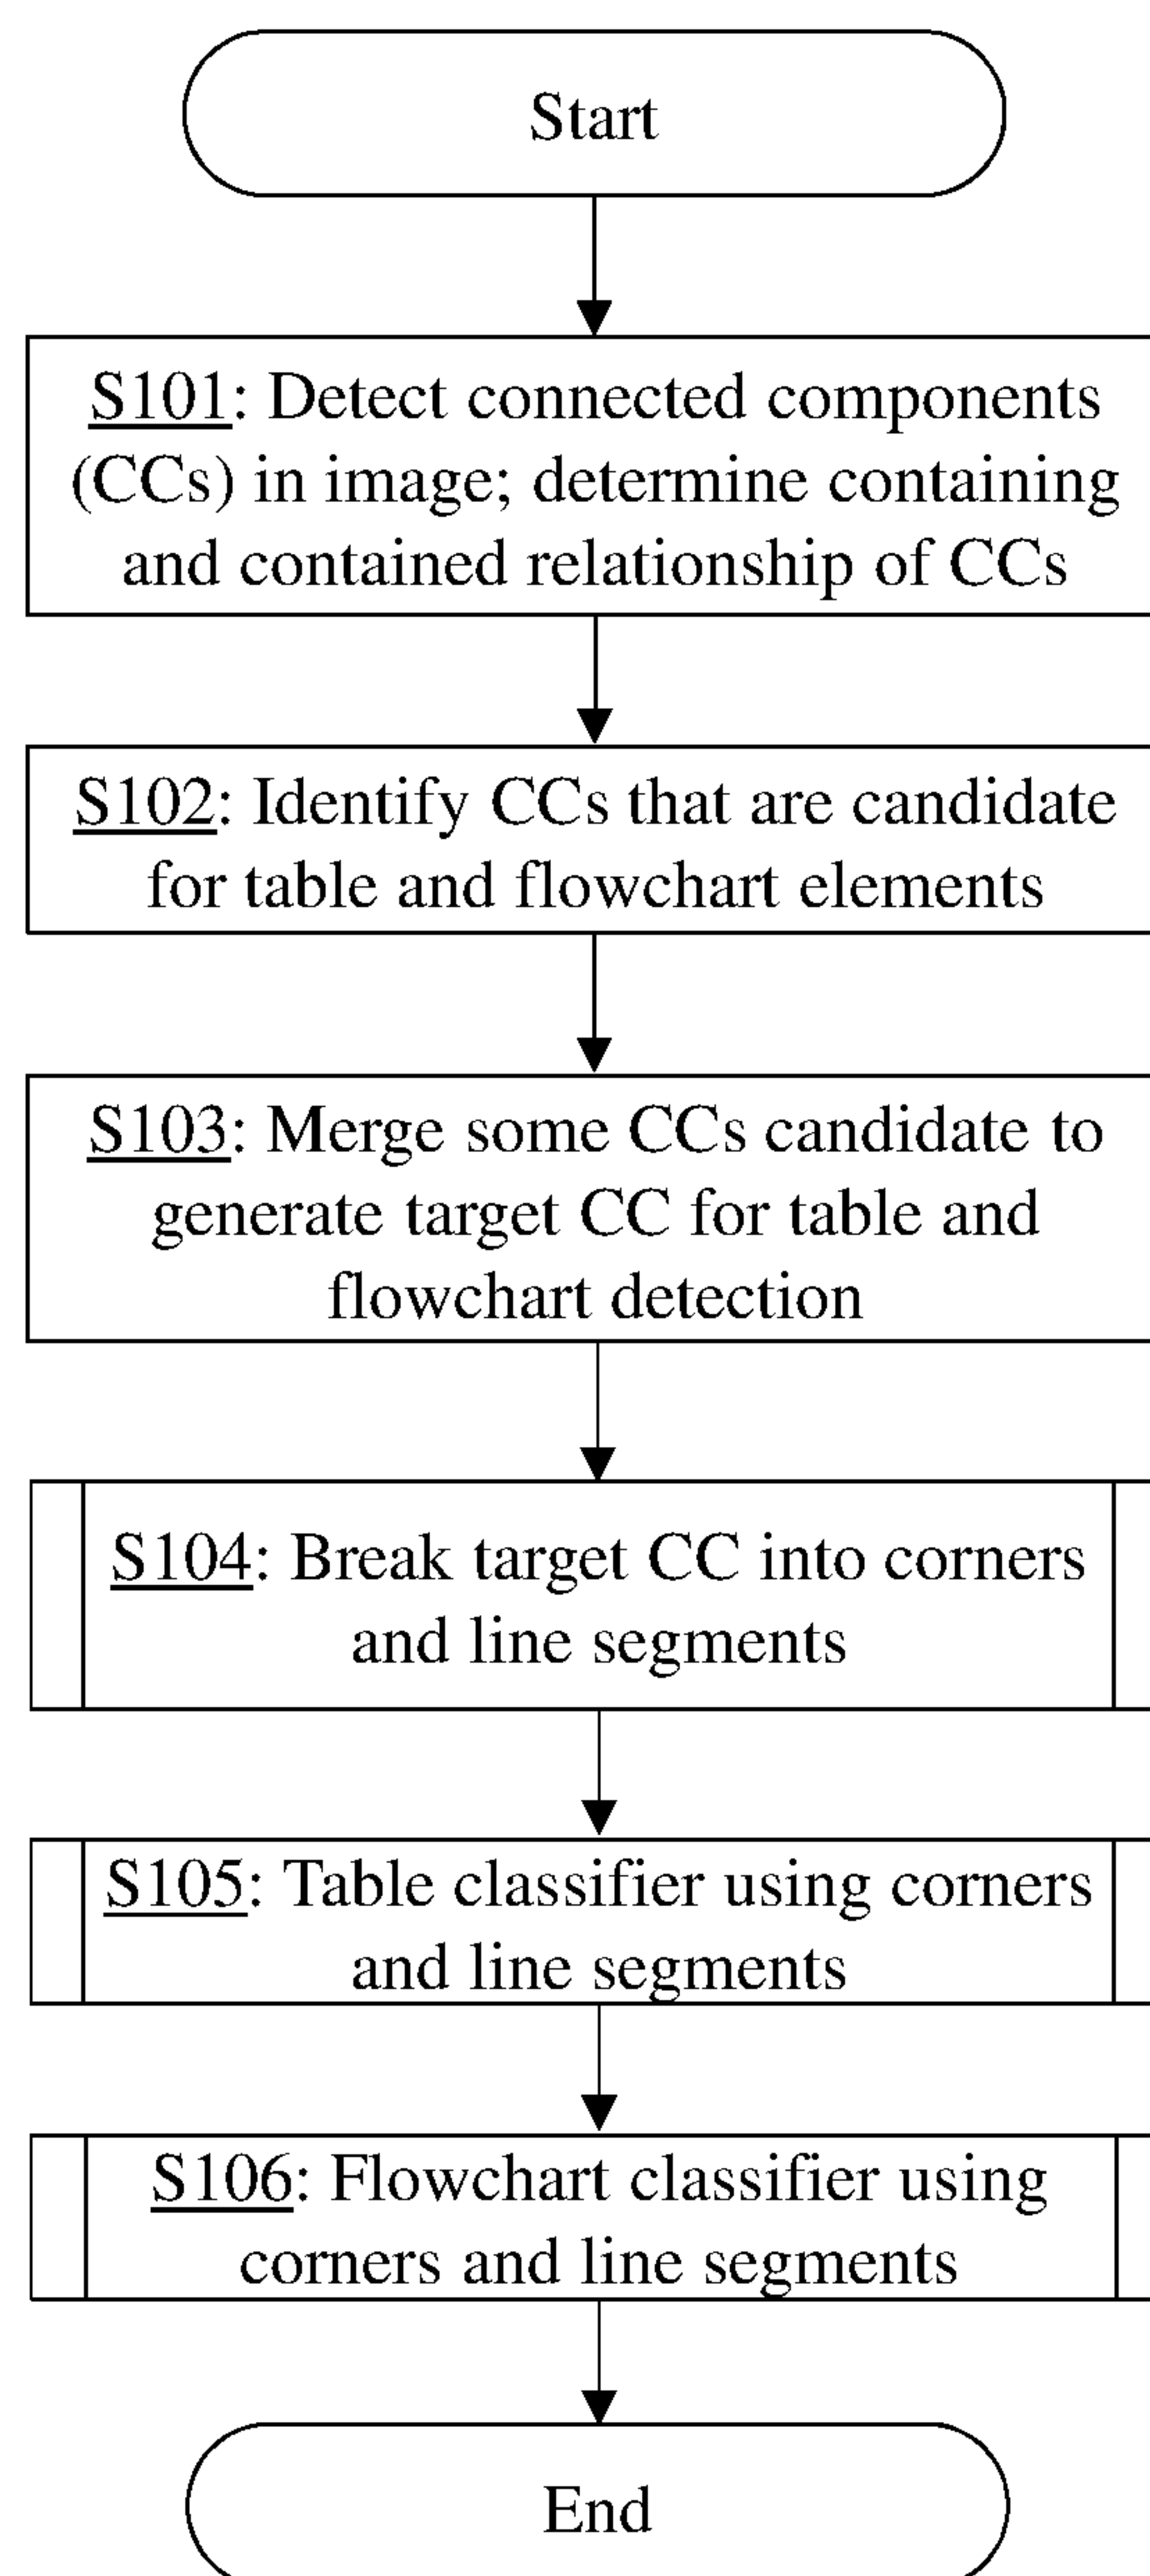 Start
S101: Detect connected components
(CCs) in image; determine containing
and contained relationship of CCs
S102: Identify CCs that are candidate
for table and flowchart elements
S103: Merge some CCs candidate to
generate target CC for table and
flowchart detection
S104: Break target CC into corners
and line segments
S105: Table classifier using corners
and line segments
S106: Flowchart classifier using
corners and line segments
End